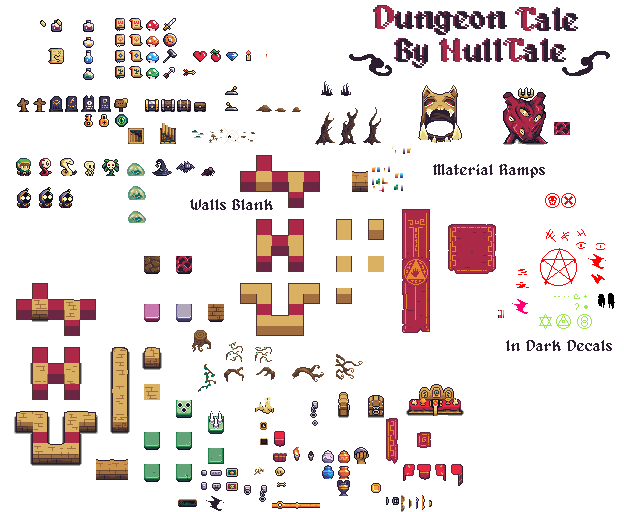 Dungeon Tale
By NullTale
Material Ramps
Walls Blank
In Dark Decals